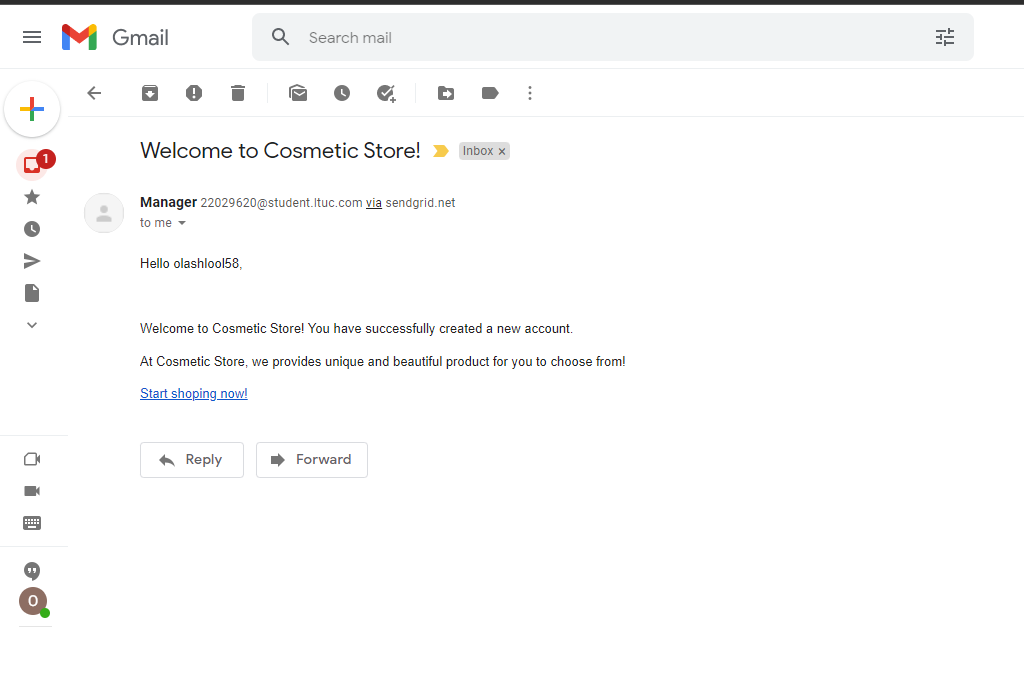 Gmail
Search mail
1
Welcome to Cosmetic Store! Inbox ×
Manager 22029620@student.ltuc.com via sendgrid.net
to me
Hello olashlool58,
Welcome to Cosmetic Store! You have successfully created a new account.
At Cosmetic Store, we provides unique and beautiful product for you to choose from!
Start shoping now!
Reply Forward
O